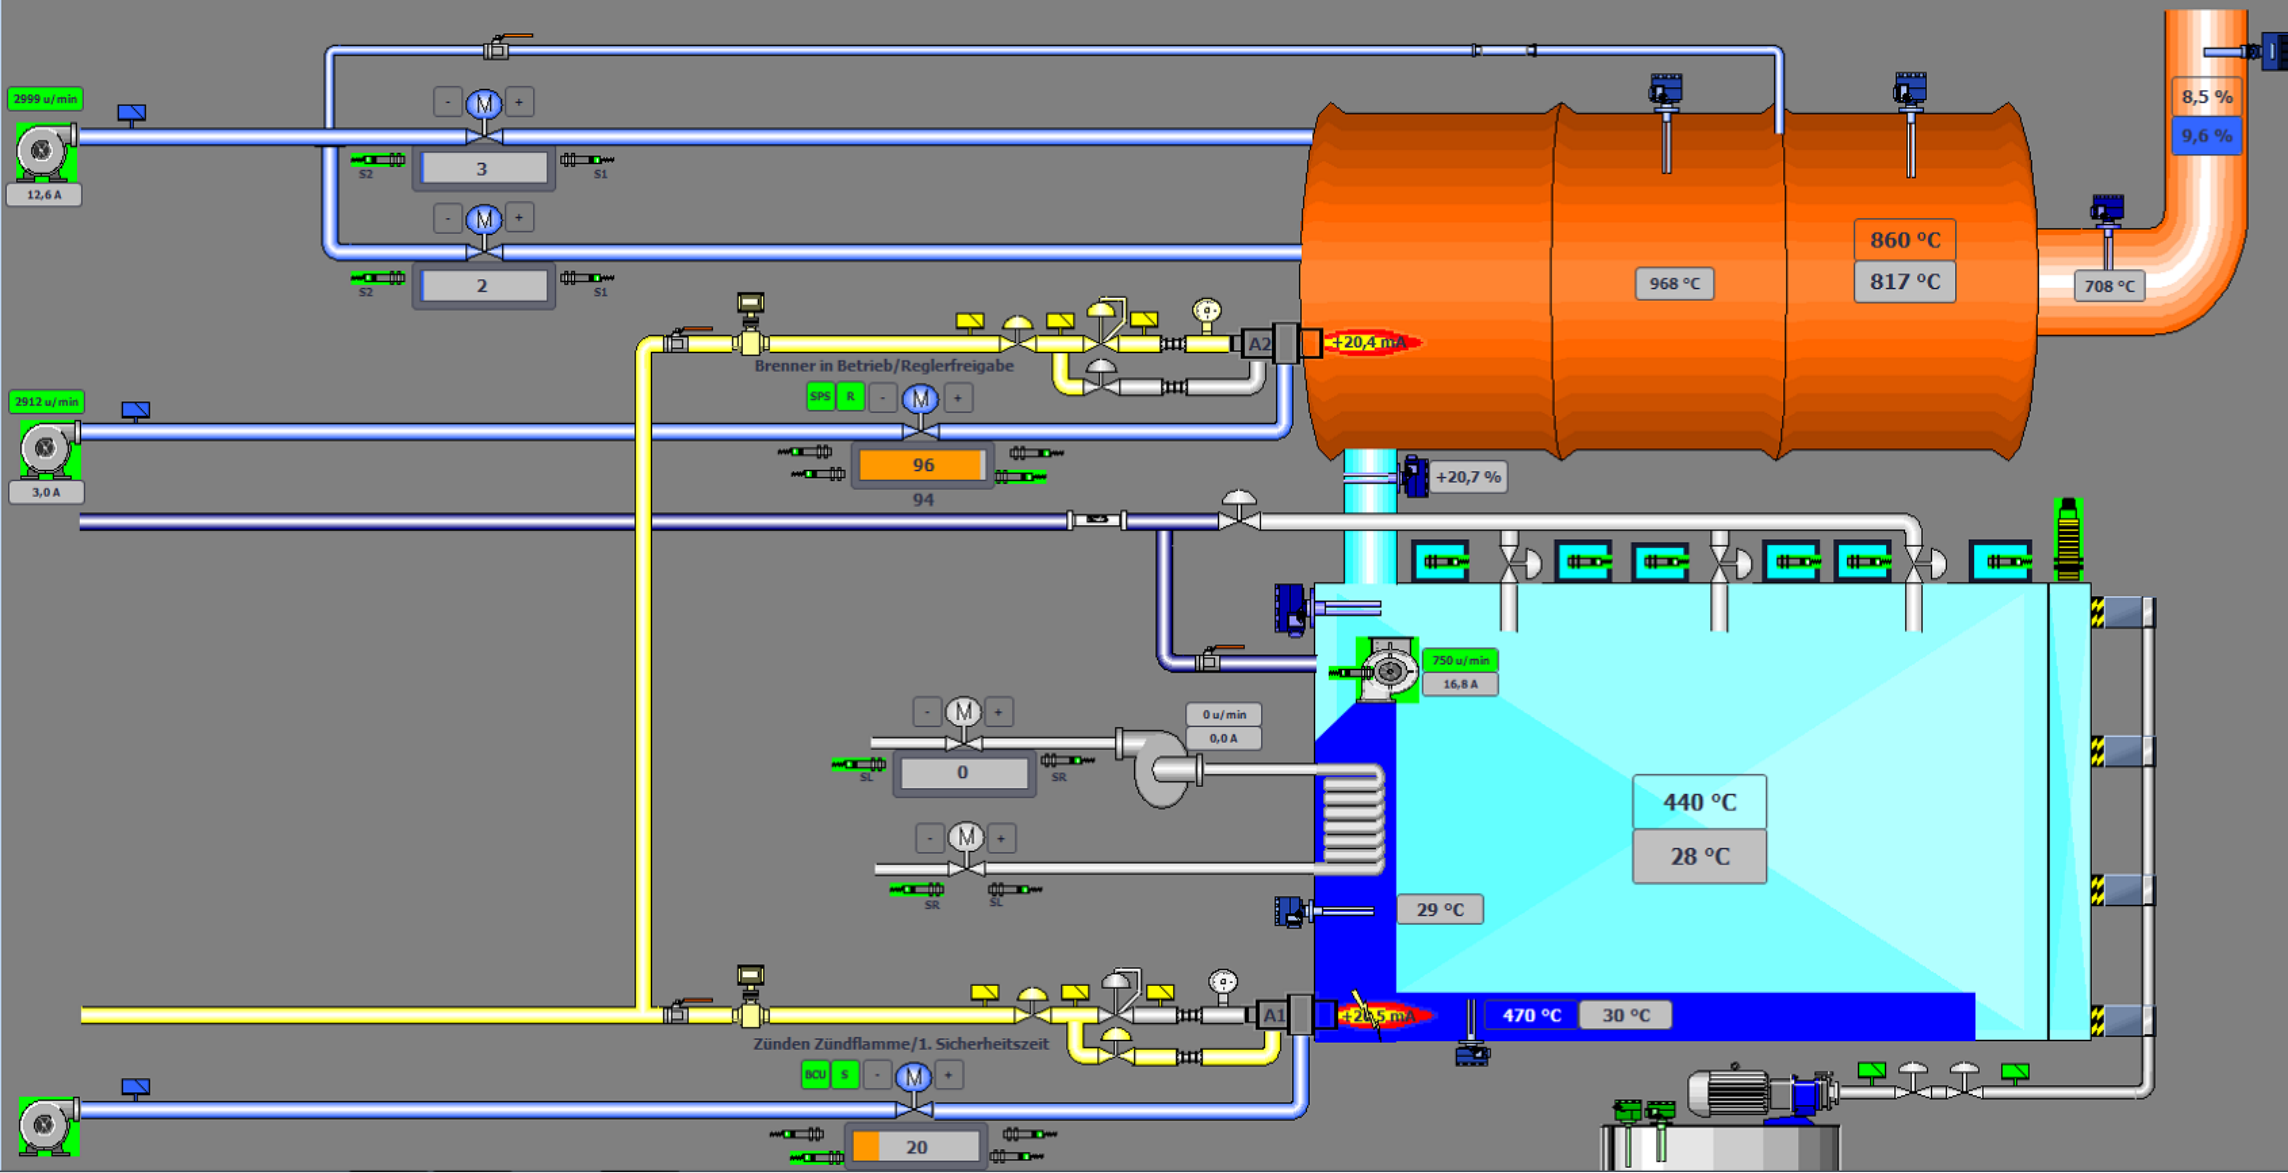 8,5 %
2999 u/min
- M +
9,6 %
3
12,6 A
S2
S1
- M +
860 °C
2
968 °C
817 °C
708 °C
S2
S1
A2
+20,4 mA
Brenner in Betrieb/Reglerfreigabe
2912 u/min
SPS R - M +
96
+20,7 %
3,0 A
94
750 u/min
16,8 A
- M +
0 u/min
0,0 A
0
SL
SR
440 °C
- M +
28 °C
SR
SL
29 °C
A1
+20,5 mA
470 °C
30 °C
Zünden Zündflamme/1. Sicherheitszeit
BCU S - M +
20